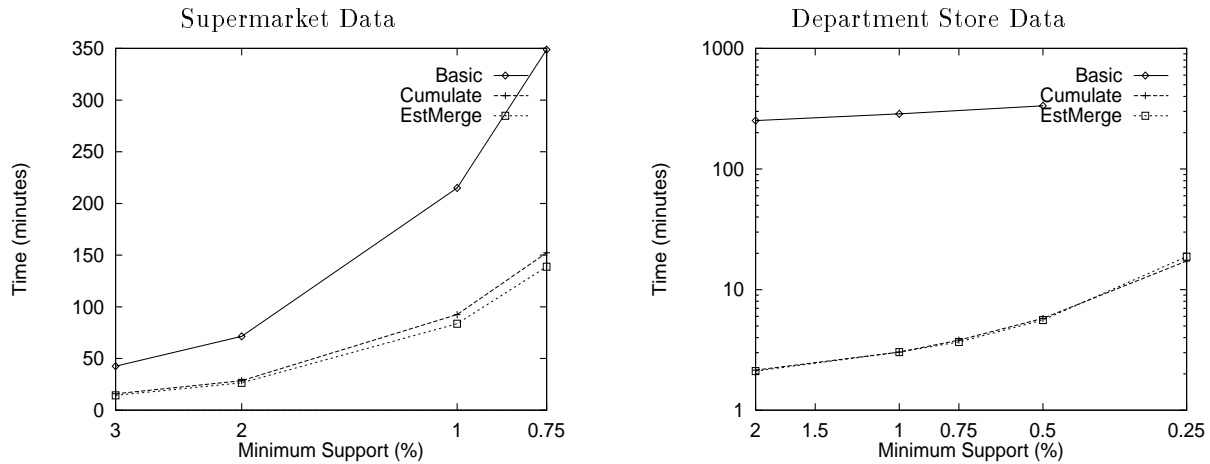 Supermarket Data
350
300
250
200
150
100
50
0
Time (minutes)
Basic
Cumulate
EstMerge
3 2 1 0.75
Minimum Support (%)
Department Store Data
1000
100
10
1
Time (minutes)
Basic
Cumulate
EstMerge
2 1.5 1 0.75 0.5 0.25
Minimum Support (%)